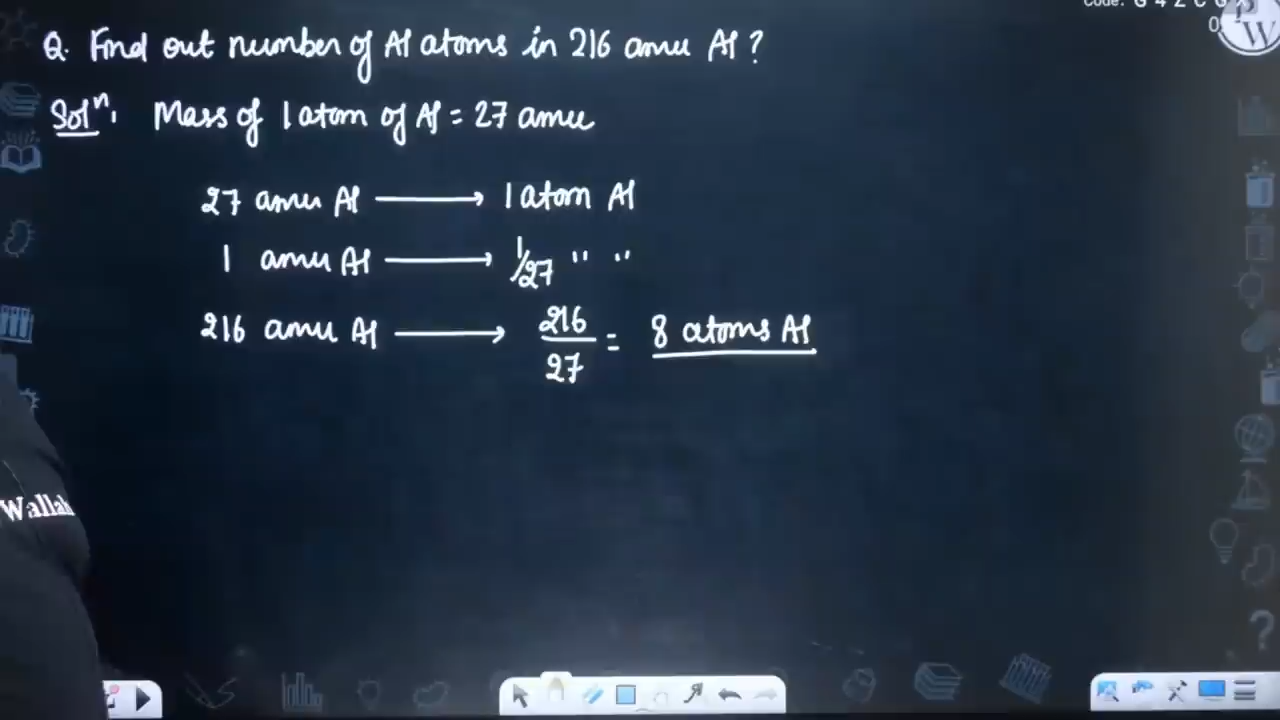 Q. Find out number of Al atoms in 216 amu Al?
Solⁿ: Mass of 1 atom of Al = 27 amu
27 amu Al ⟶ 1 atom Al
1 amu Al ⟶ 1/27 " "
216 amu Al ⟶ 216/27 = 8 atoms Al
Wallah
PW